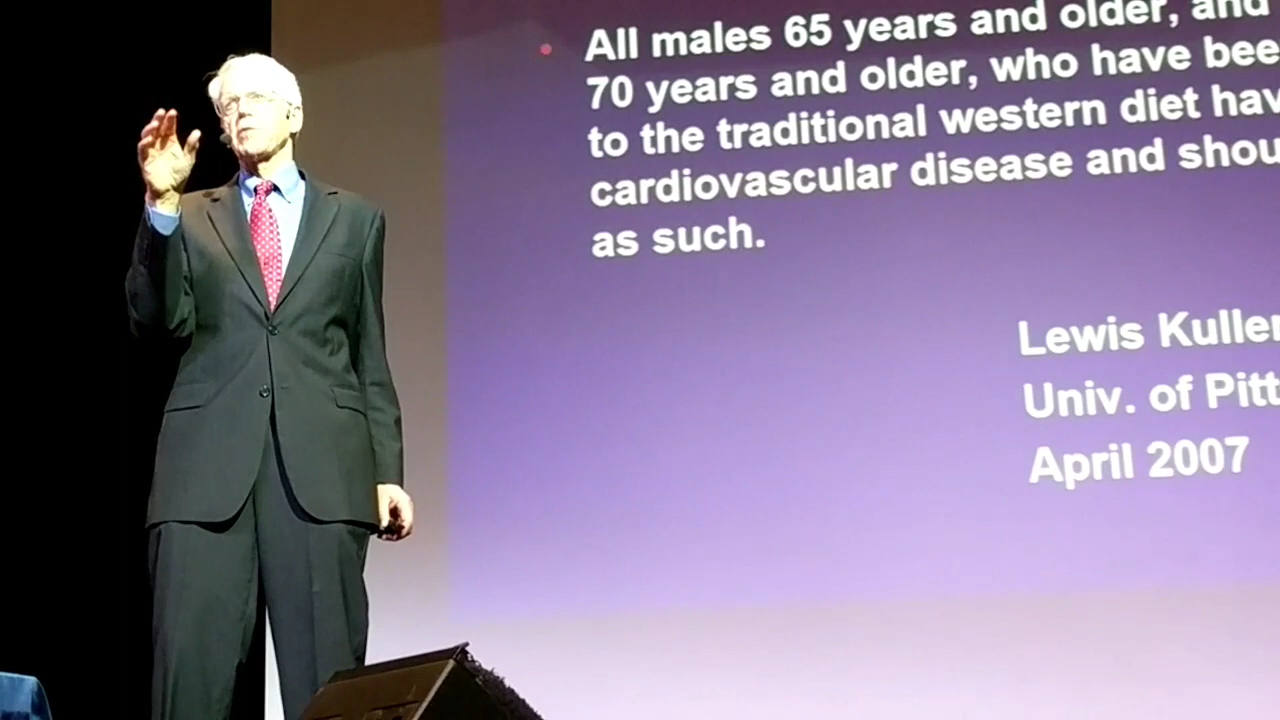 All males 65 years and older, and
70 years and older, who have bee
to the traditional western diet hav
cardiovascular disease and shou
as such.
Lewis Kuller
Univ. of Pitt
April 2007